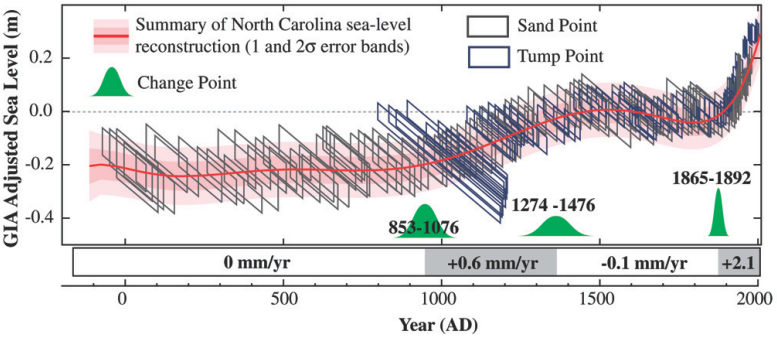 GIA Adjusted Sea Level (m)
0.2
0.0
-0.2
-0.4
Summary of North Carolina sea-level
reconstruction (1 and 2σ error bands)
Change Point
Sand Point
Tump Point
853-1076
1274 -1476
1865-1892
0 mm/yr
+0.6 mm/yr
-0.1 mm/yr
+2.1
0
500
1000
1500
2000
Year (AD)